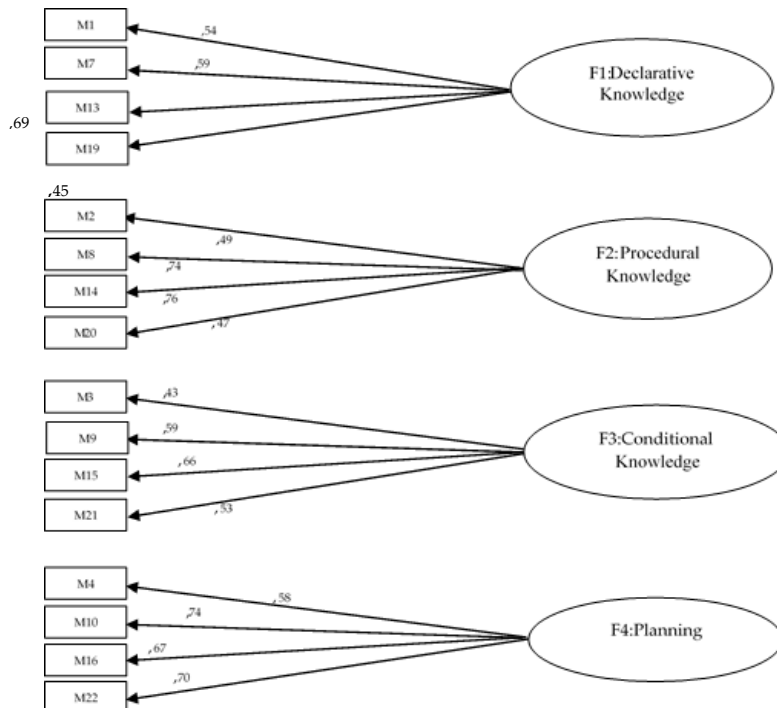 M1
,54
M7
,59
F1:Declarative
Knowledge
M13
,69
M19
,45
M2
,49
M8
,74
F2:Procedural
Knowledge
M14
,76
M20
,47
M3
,43
M9
,59
F3:Conditional
Knowledge
M15
,66
M21
,53
M4
,58
M10
,74
F4:Planning
M16
,67
M22
,70